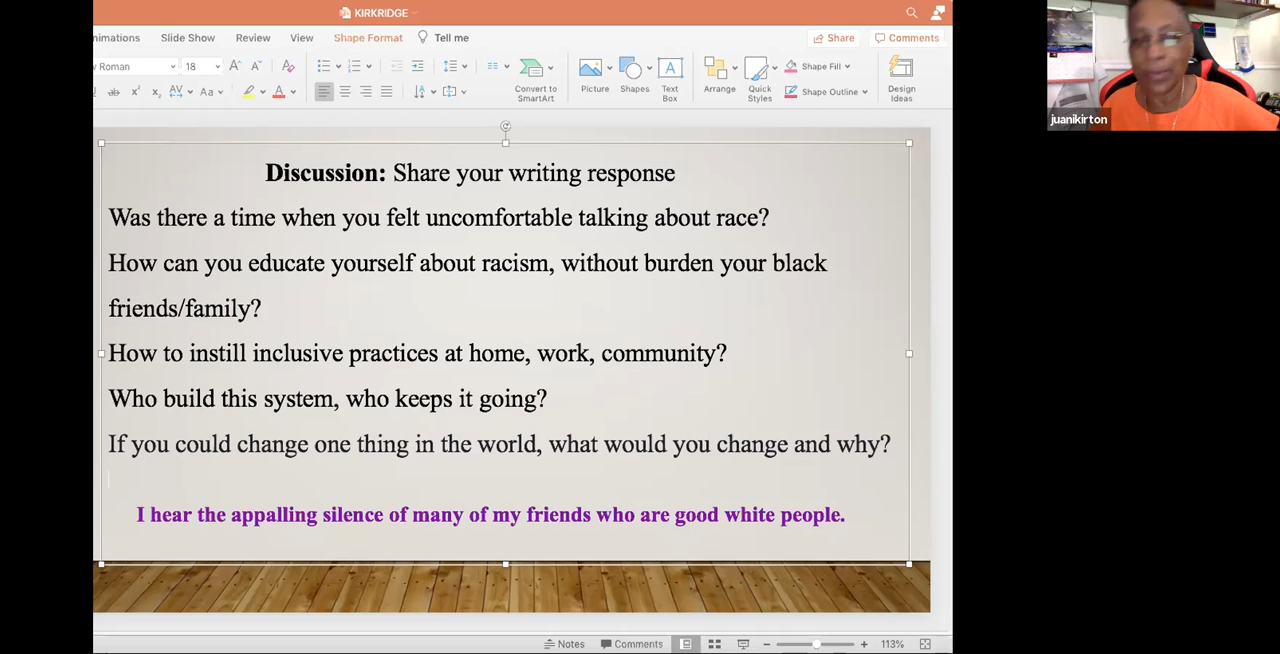 KIRKRIDGE
nimations Slide Show Review View Shape Format Tell me Share Comments
Roman 18
Convert to SmartArt Picture Shapes Text Box Arrange Quick Styles Shape Fill Shape Outline Design Ideas
Discussion: Share your writing response
Was there a time when you felt uncomfortable talking about race?
How can you educate yourself about racism, without burden your black
friends/family?
How to instill inclusive practices at home, work, community?
Who build this system, who keeps it going?
If you could change one thing in the world, what would you change and why?
I hear the appalling silence of many of my friends who are good white people.
Notes Comments 113%
juanikirton